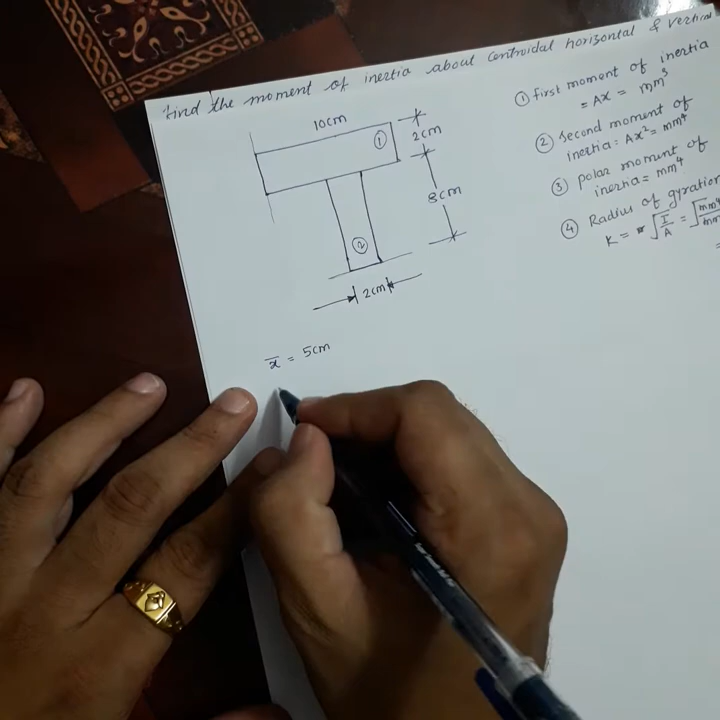 Find the moment of inertia about centroidal horizontal & vertical
10cm
①
2cm
8cm
②
2cm
x̅ = 5cm
① first moment of inertia
= Ax = mm³
② second moment of
inertia = Ax² = mm⁴
③ polar moment of
inertia = mm⁴
④ Radius of gyration
K = √I/A = √mm⁴/mm
=